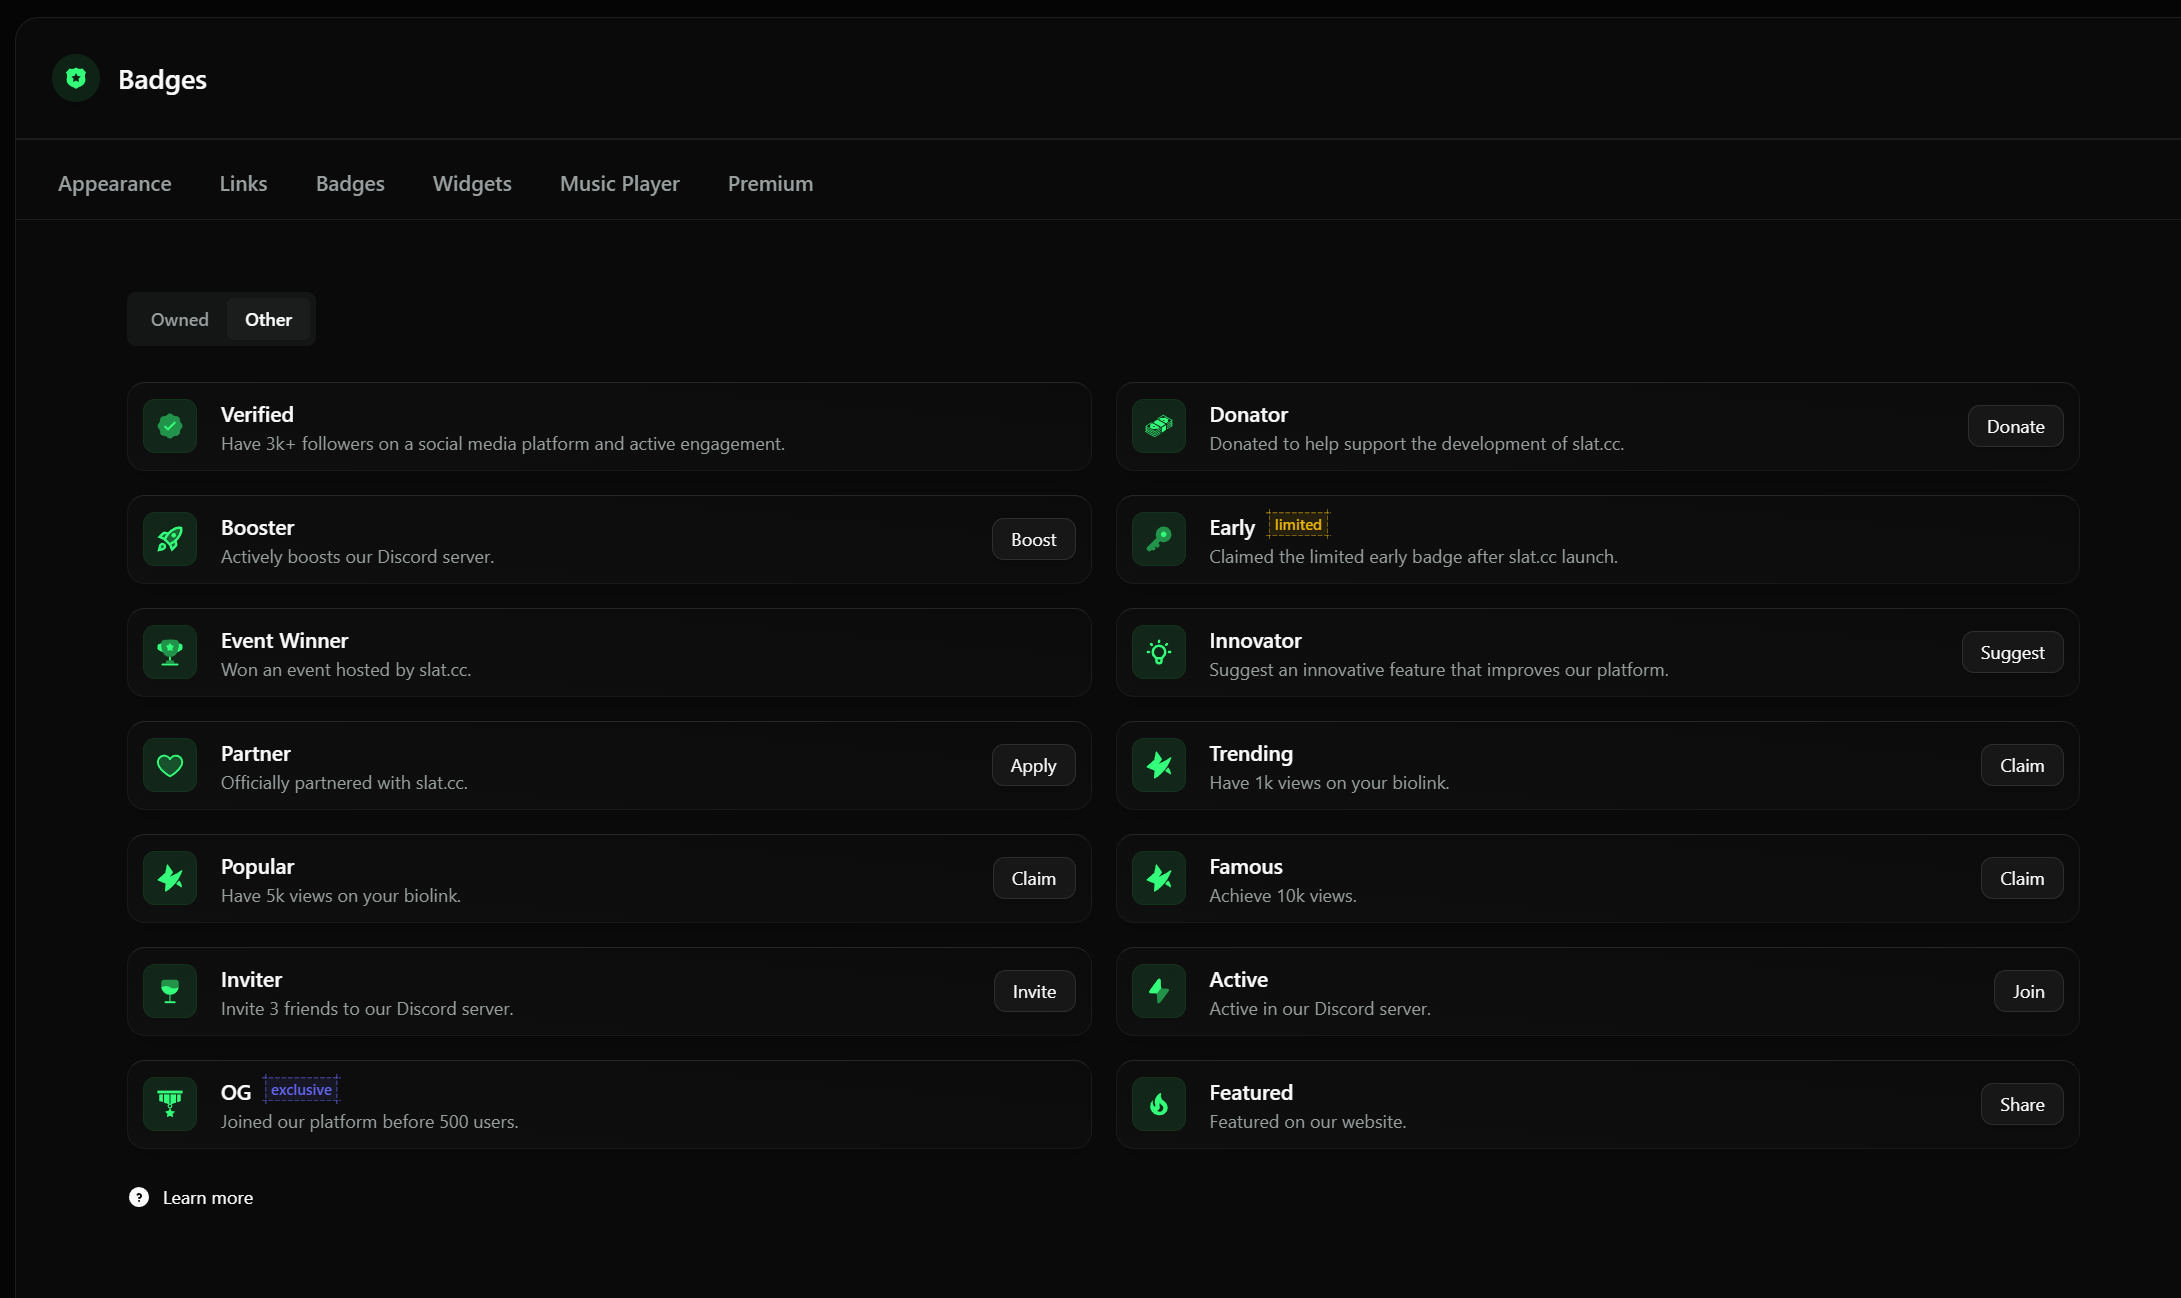 Badges
Appearance
Links
Badges
Widgets
Music Player
Premium
Owned
Other
Verified
Have 3k+ followers on a social media platform and active engagement.
Donator
Donated to help support the development of slat.cc.
Donate
Booster
Actively boosts our Discord server.
Boost
Early limited
Claimed the limited early badge after slat.cc launch.
Event Winner
Won an event hosted by slat.cc.
Innovator
Suggest an innovative feature that improves our platform.
Suggest
Partner
Officially partnered with slat.cc.
Apply
Trending
Have 1k views on your biolink.
Claim
Popular
Have 5k views on your biolink.
Claim
Famous
Achieve 10k views.
Claim
Inviter
Invite 3 friends to our Discord server.
Invite
Active
Active in our Discord server.
Join
OG exclusive
Joined our platform before 500 users.
Featured
Featured on our website.
Share
? Learn more